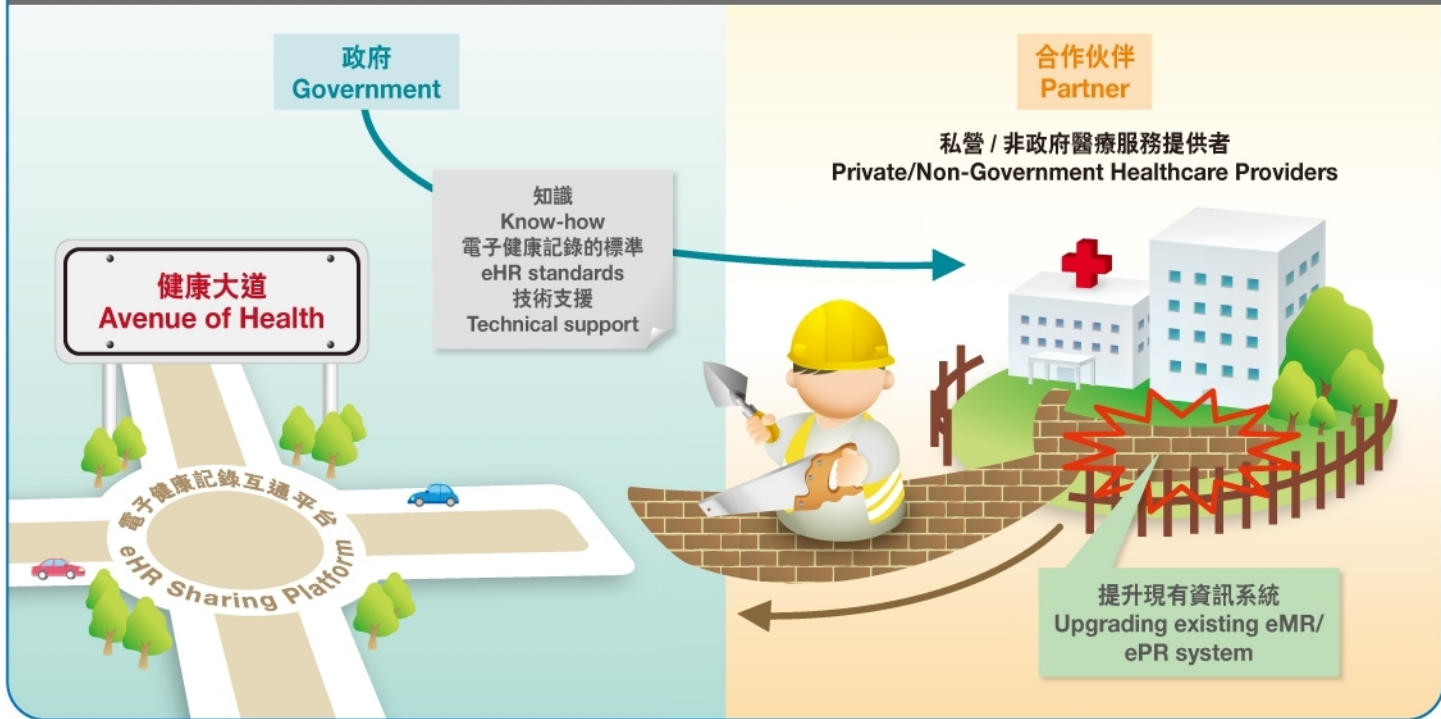 政府
Government
合作伙伴
Partner
私營 / 非政府醫療服務提供者
Private/Non-Government Healthcare Providers
知識
Know-how
電子健康記錄的標準
eHR standards
技術支援
Technical support
健康大道
Avenue of Health
電子健康記錄互通平台
eHR Sharing Platform
提升現有資訊系統
Upgrading existing eMR/
ePR system